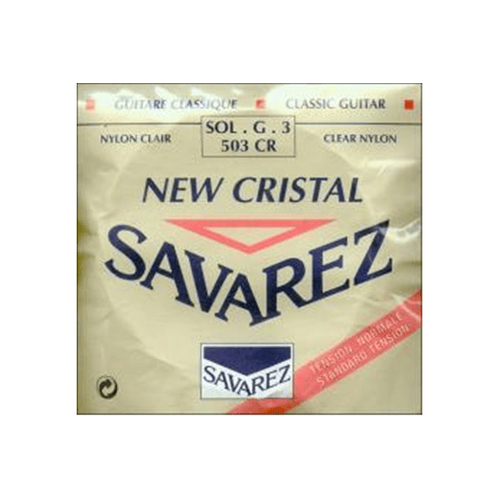 GUITARE CLASSIQUE
CLASSIC GUITAR
NYLON CLAIR
SOL . G . 3
503 CR
CLEAR NYLON
NEW CRISTAL
SAVAREZ
TENSION NORMALE
STANDARD TENSION
SAVAREZ